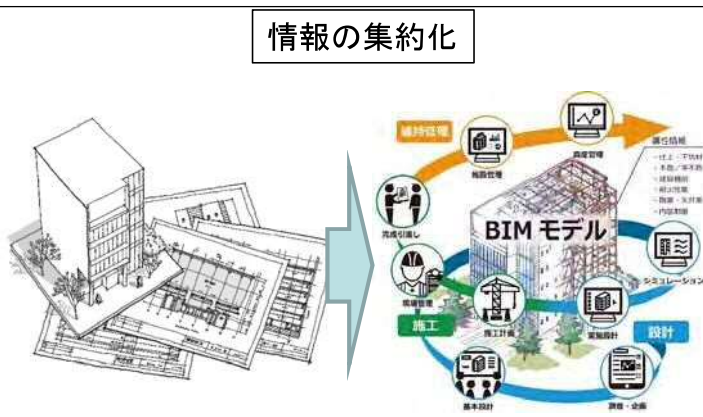 情報の集約化
維持管理
施設管理
資産管理
属性情報
完成引渡し
BIM モデル
シミュレーション
現場管理
施工計画
実施設計
施工
設計
基本設計
調査・企画